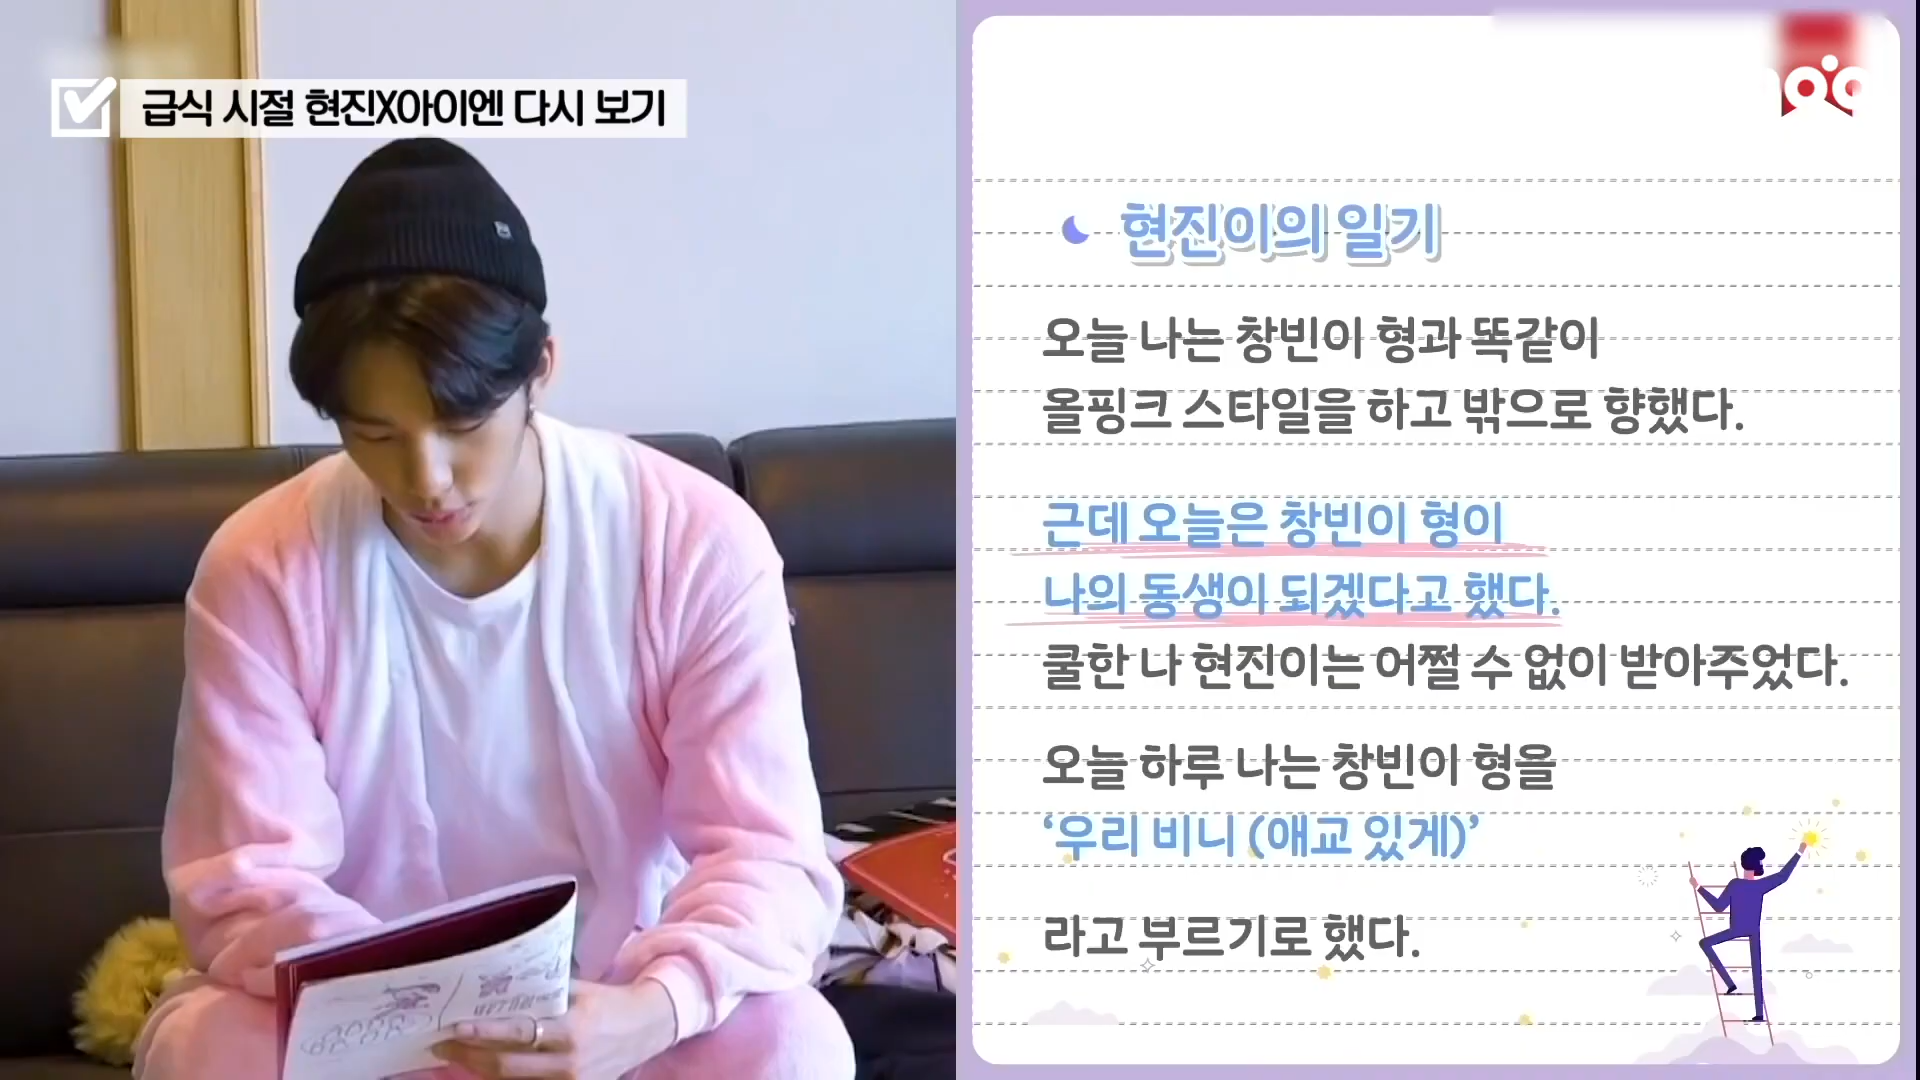 급식 시절 현진X아이엔 다시 보기
현진이의 일기
오늘 나는 창빈이 형과 똑같이
올핑크 스타일을 하고 밖으로 향했다.
근데 오늘은 창빈이 형이
나의 동생이 되겠다고 했다.
쿨한 나 현진이는 어쩔 수 없이 받아주었다.
오늘 하루 나는 창빈이 형을
‘우리 비니 (애교 있게)’
라고 부르기로 했다.